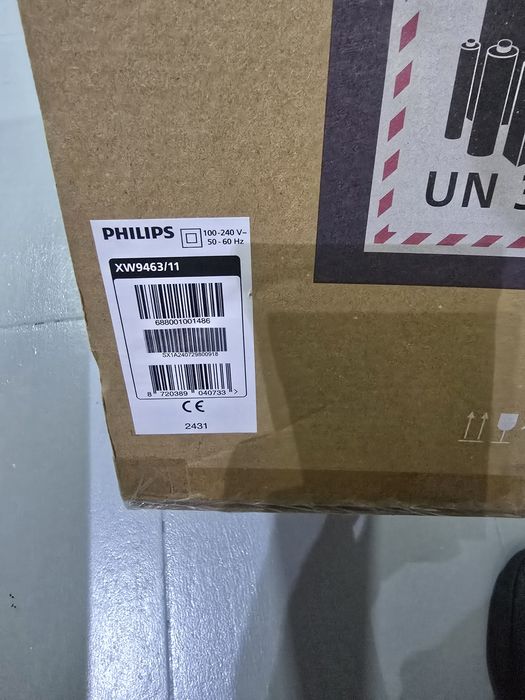 UN 3
PHILIPS
100-240 V~
50-60 Hz
XW9463/11
688001001486
SX1A240729800918
8 720389 040733 >
CE
2431